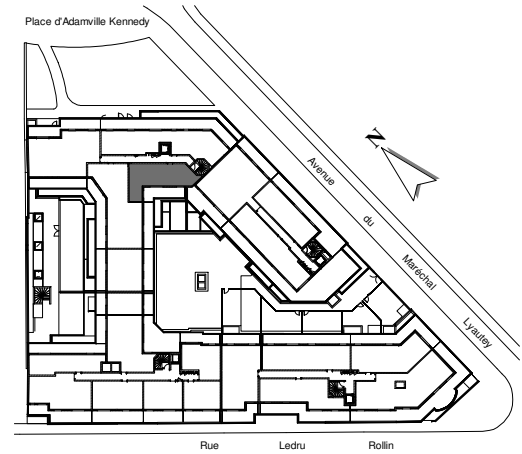 Place d'Adamville Kennedy
N
Avenue
du
Maréchal
Lyautey
Rue Ledru Rollin